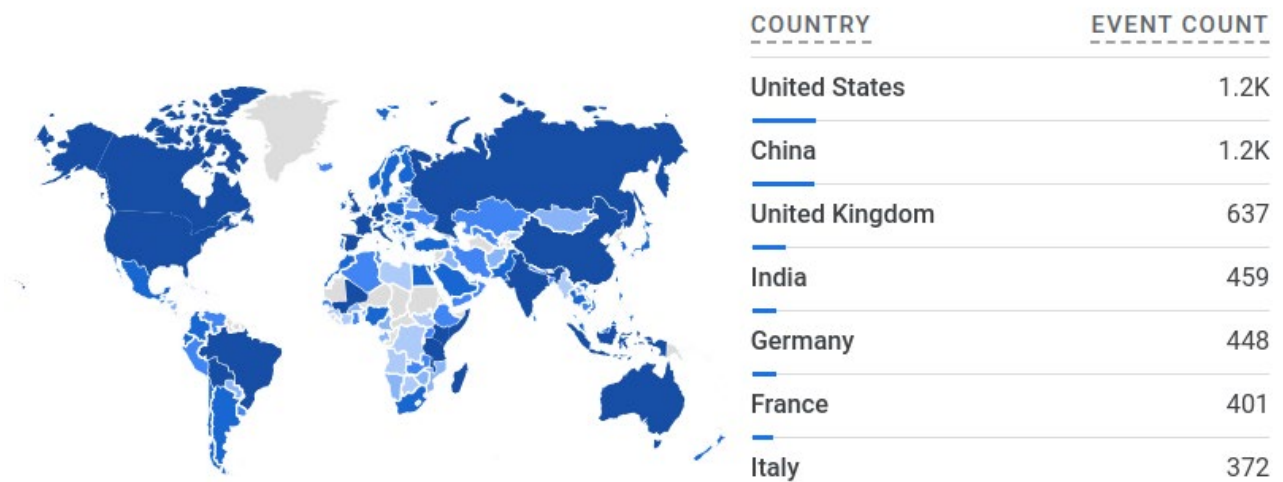 COUNTRY EVENT COUNT
United States 1.2K
China 1.2K
United Kingdom 637
India 459
Germany 448
France 401
Italy 372